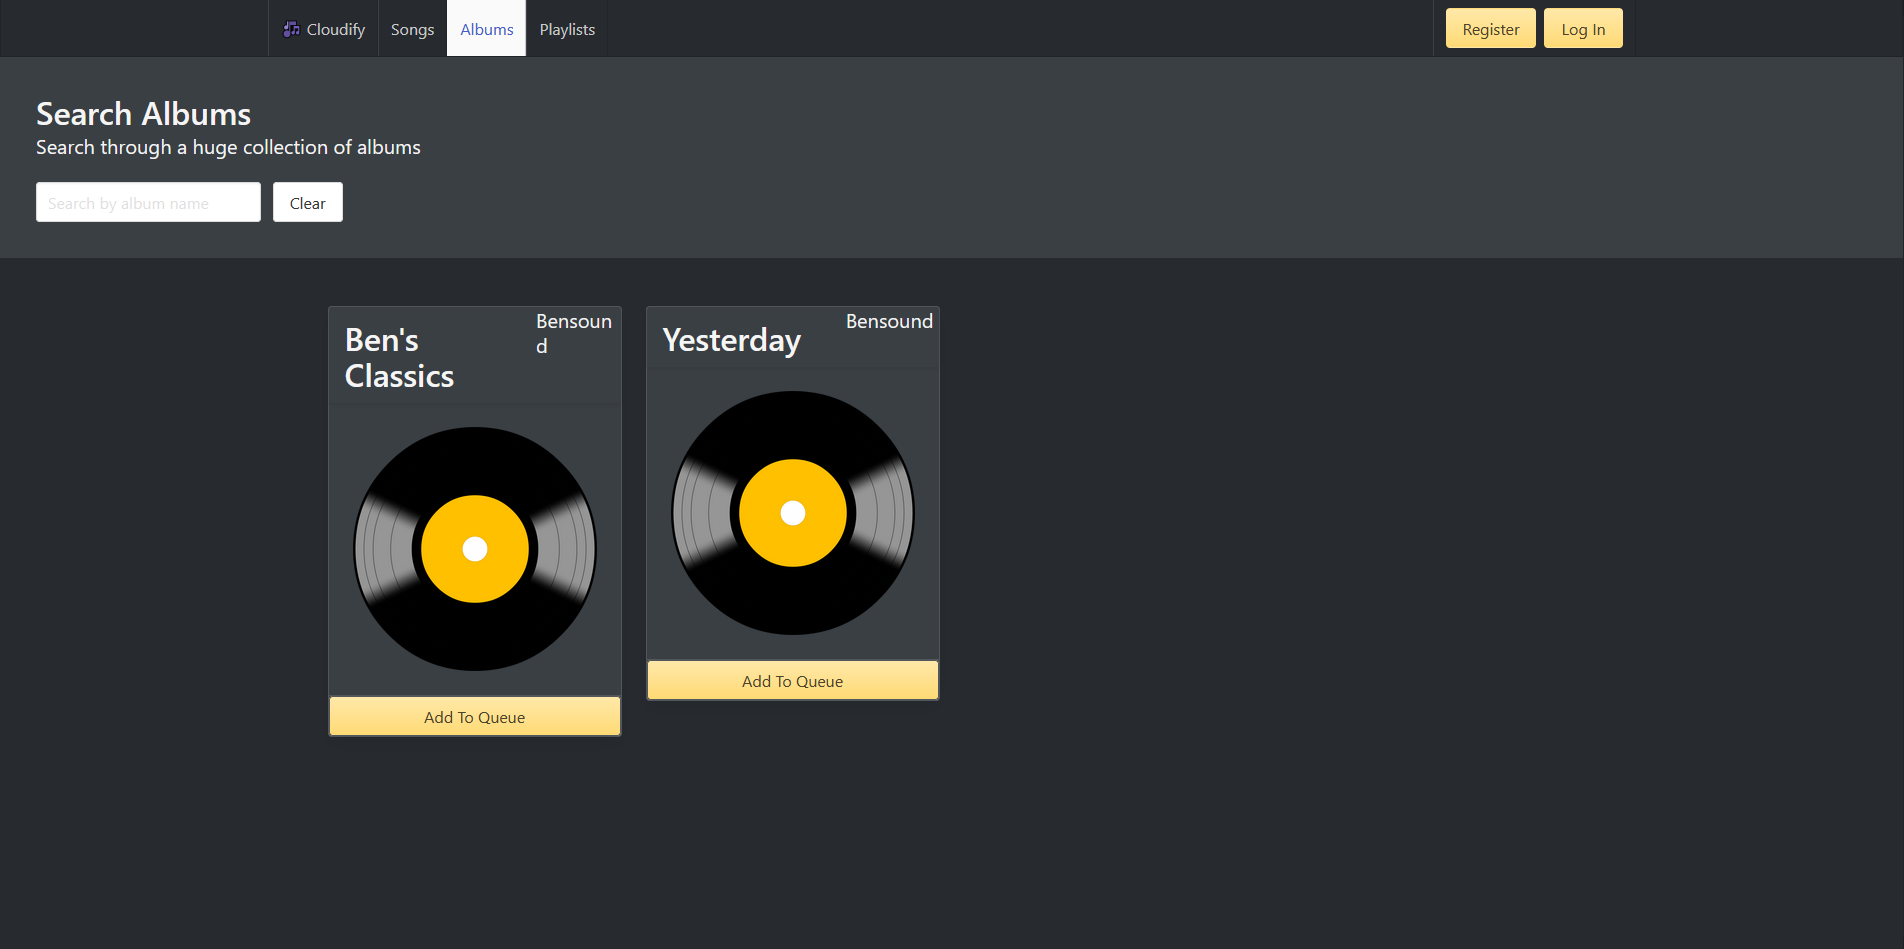 Cloudify Songs Albums Playlists Register Log In
Search Albums
Search through a huge collection of albums
Search by album name Clear
Ben's
Classics
Bensoun
d
Add To Queue
Yesterday
Bensound
Add To Queue